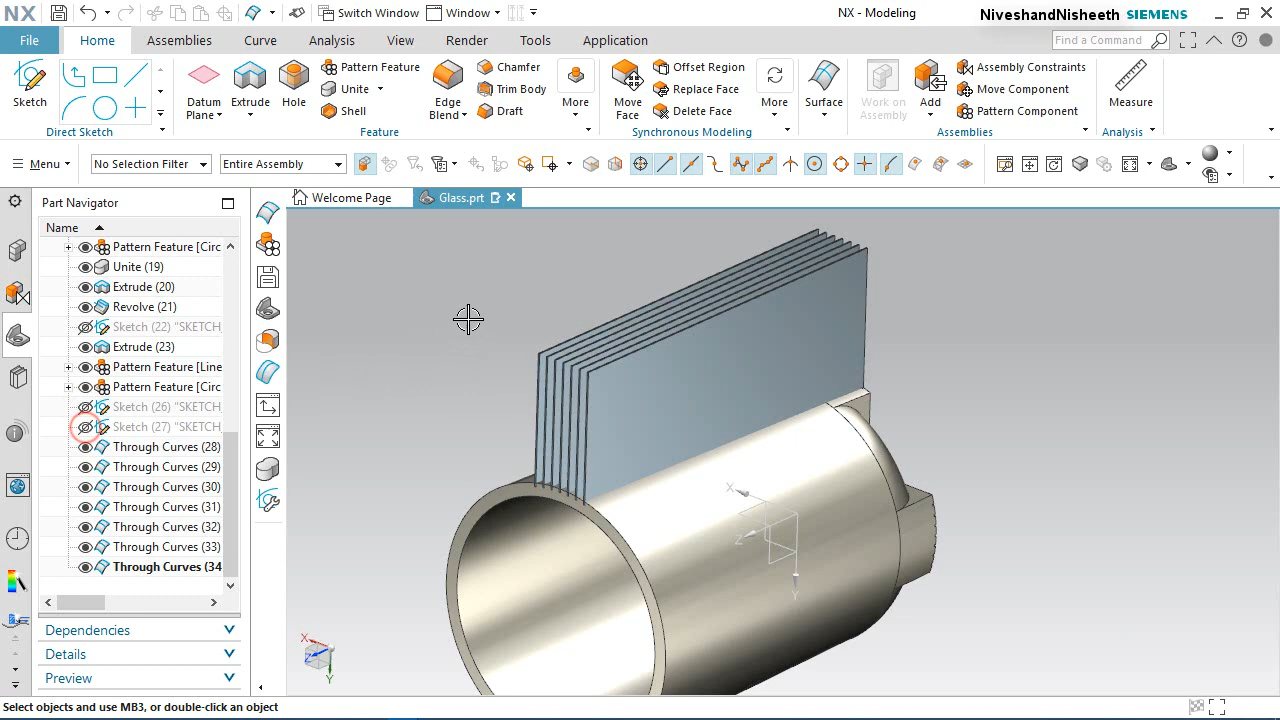 NX
Switch Window
Window
NX - Modeling
NiveshandNisheeth SIEMENS
File
Home
Assemblies
Curve
Analysis
View
Render
Tools
Application
Find a Command
Sketch
Direct Sketch
Datum Plane
Extrude
Hole
Pattern Feature
Unite
Shell
Edge Blend
Chamfer
Trim Body
Draft
More
Feature
Move Face
Offset Region
Replace Face
Delete Face
More
Synchronous Modeling
Surface
Work on Assembly
Add
Assembly Constraints
Move Component
Pattern Component
Assemblies
Measure
Analysis
Menu
No Selection Filter
Entire Assembly
Part Navigator
Welcome Page
Glass.prt
Name
Pattern Feature [Circ
Unite (19)
Extrude (20)
Revolve (21)
Sketch (22) "SKETCH_
Extrude (23)
Pattern Feature [Line
Pattern Feature [Circ
Sketch (26) "SKETCH_
Sketch (27) "SKETCH_
Through Curves (28)
Through Curves (29)
Through Curves (30)
Through Curves (31)
Through Curves (32)
Through Curves (33)
Through Curves (34
Dependencies
Details
Preview
X
Z
Y
X
Z
Y
Select objects and use MB3, or double-click an object